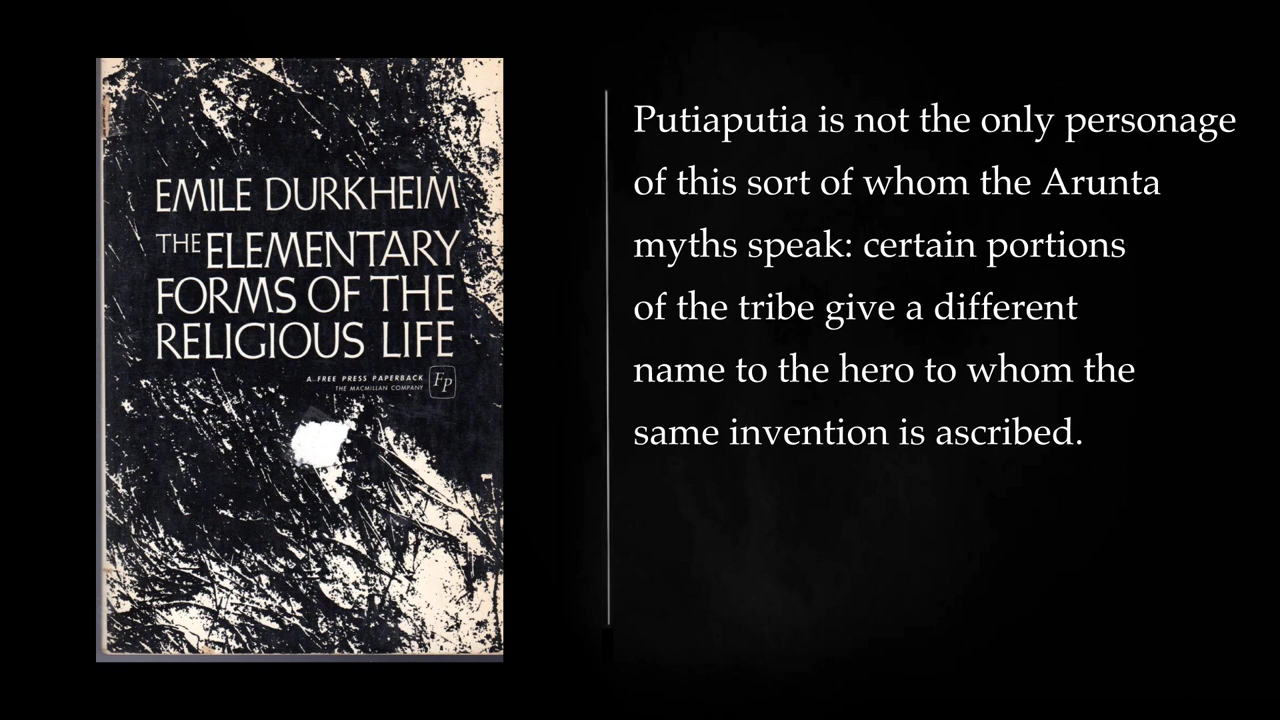 EMILE DURKHEIM
THE ELEMENTARY
FORMS OF THE
RELIGIOUS LIFE
A FREE PRESS PAPERBACK
THE MACMILLAN COMPANY
Fp
Putiaputia is not the only personage
of this sort of whom the Arunta
myths speak: certain portions
of the tribe give a different
name to the hero to whom the
same invention is ascribed.